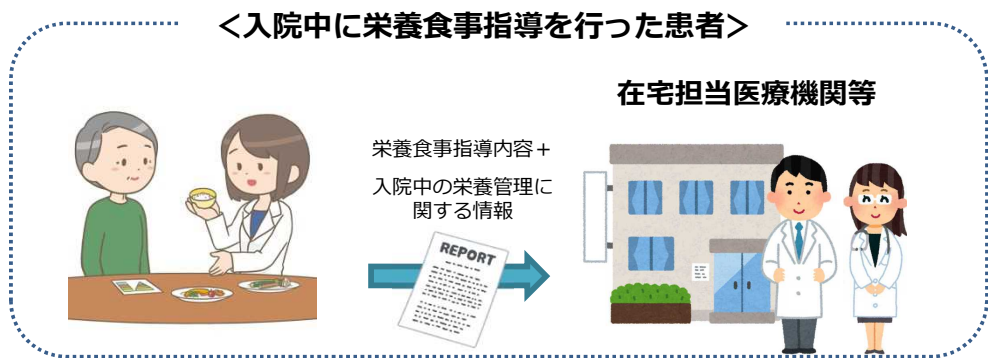 ＜入院中に栄養食事指導を行った患者＞
在宅担当医療機関等
栄養食事指導内容＋
入院中の栄養管理に
関する情報
REPORT